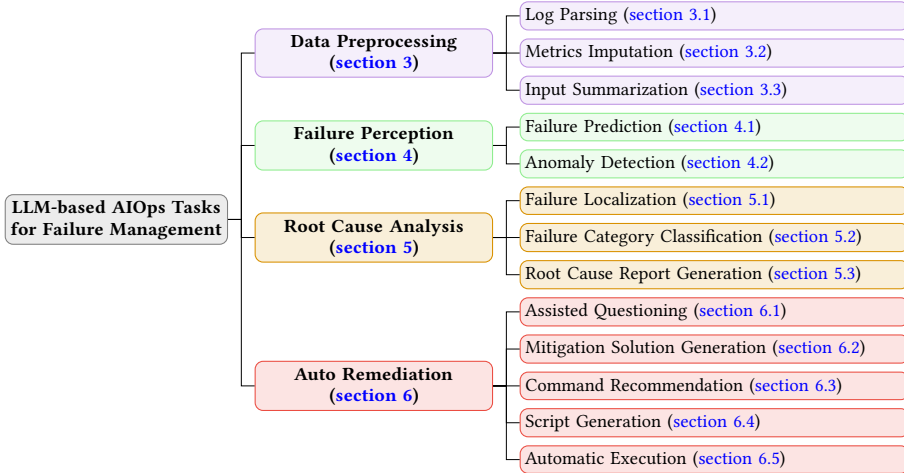 LLM-based AIOps Tasks
for Failure Management
Data Preprocessing
(section 3)
Log Parsing (section 3.1)
Metrics Imputation (section 3.2)
Input Summarization (section 3.3)
Failure Perception
(section 4)
Failure Prediction (section 4.1)
Anomaly Detection (section 4.2)
Root Cause Analysis
(section 5)
Failure Localization (section 5.1)
Failure Category Classification (section 5.2)
Root Cause Report Generation (section 5.3)
Auto Remediation
(section 6)
Assisted Questioning (section 6.1)
Mitigation Solution Generation (section 6.2)
Command Recommendation (section 6.3)
Script Generation (section 6.4)
Automatic Execution (section 6.5)